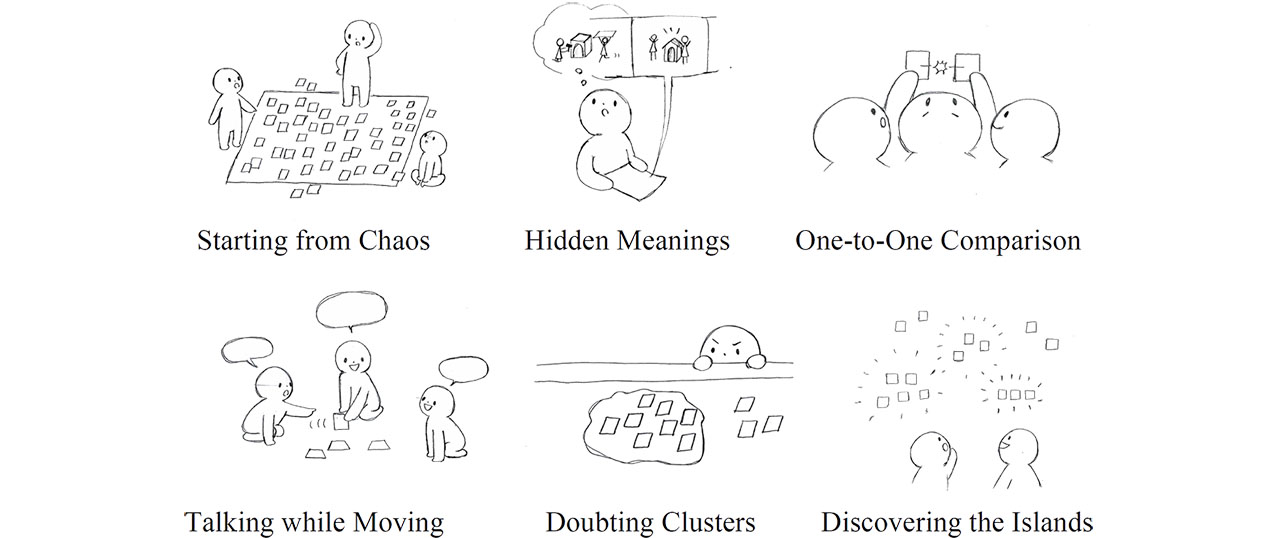 Starting from Chaos
Hidden Meanings
One-to-One Comparison
Talking while Moving
Doubting Clusters
Discovering the Islands